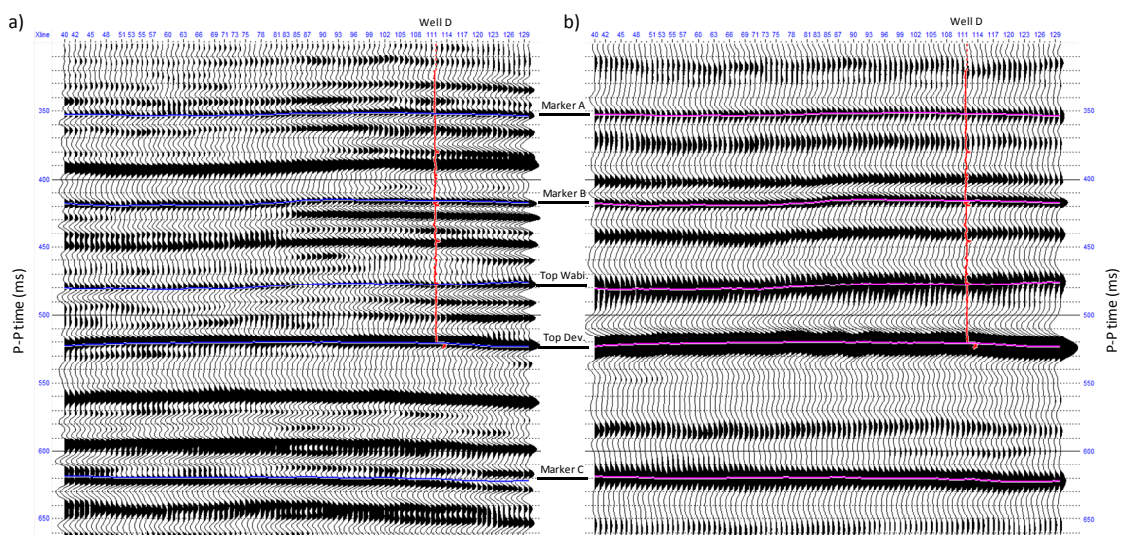 a)
Well D
b)
Well D
Xline
40 42 45 48 51 53 55 57 60 63 67 69 71 73 75 78 81 83 85 87 90 93 96 99 102 105 108 111 114 117 120 123 126 129
40 42 45 48 51 53 55 57 60 63 67 69 71 73 75 78 81 83 85 87 90 93 96 99 102 105 108 111 114 117 120 123 126 129
350
Marker A
350
400
Marker B
400
450
450
Top Wabi.
500
500
Top Dev.
550
550
600
Marker C
600
650
650
P-P time (ms)
P-P time (ms)